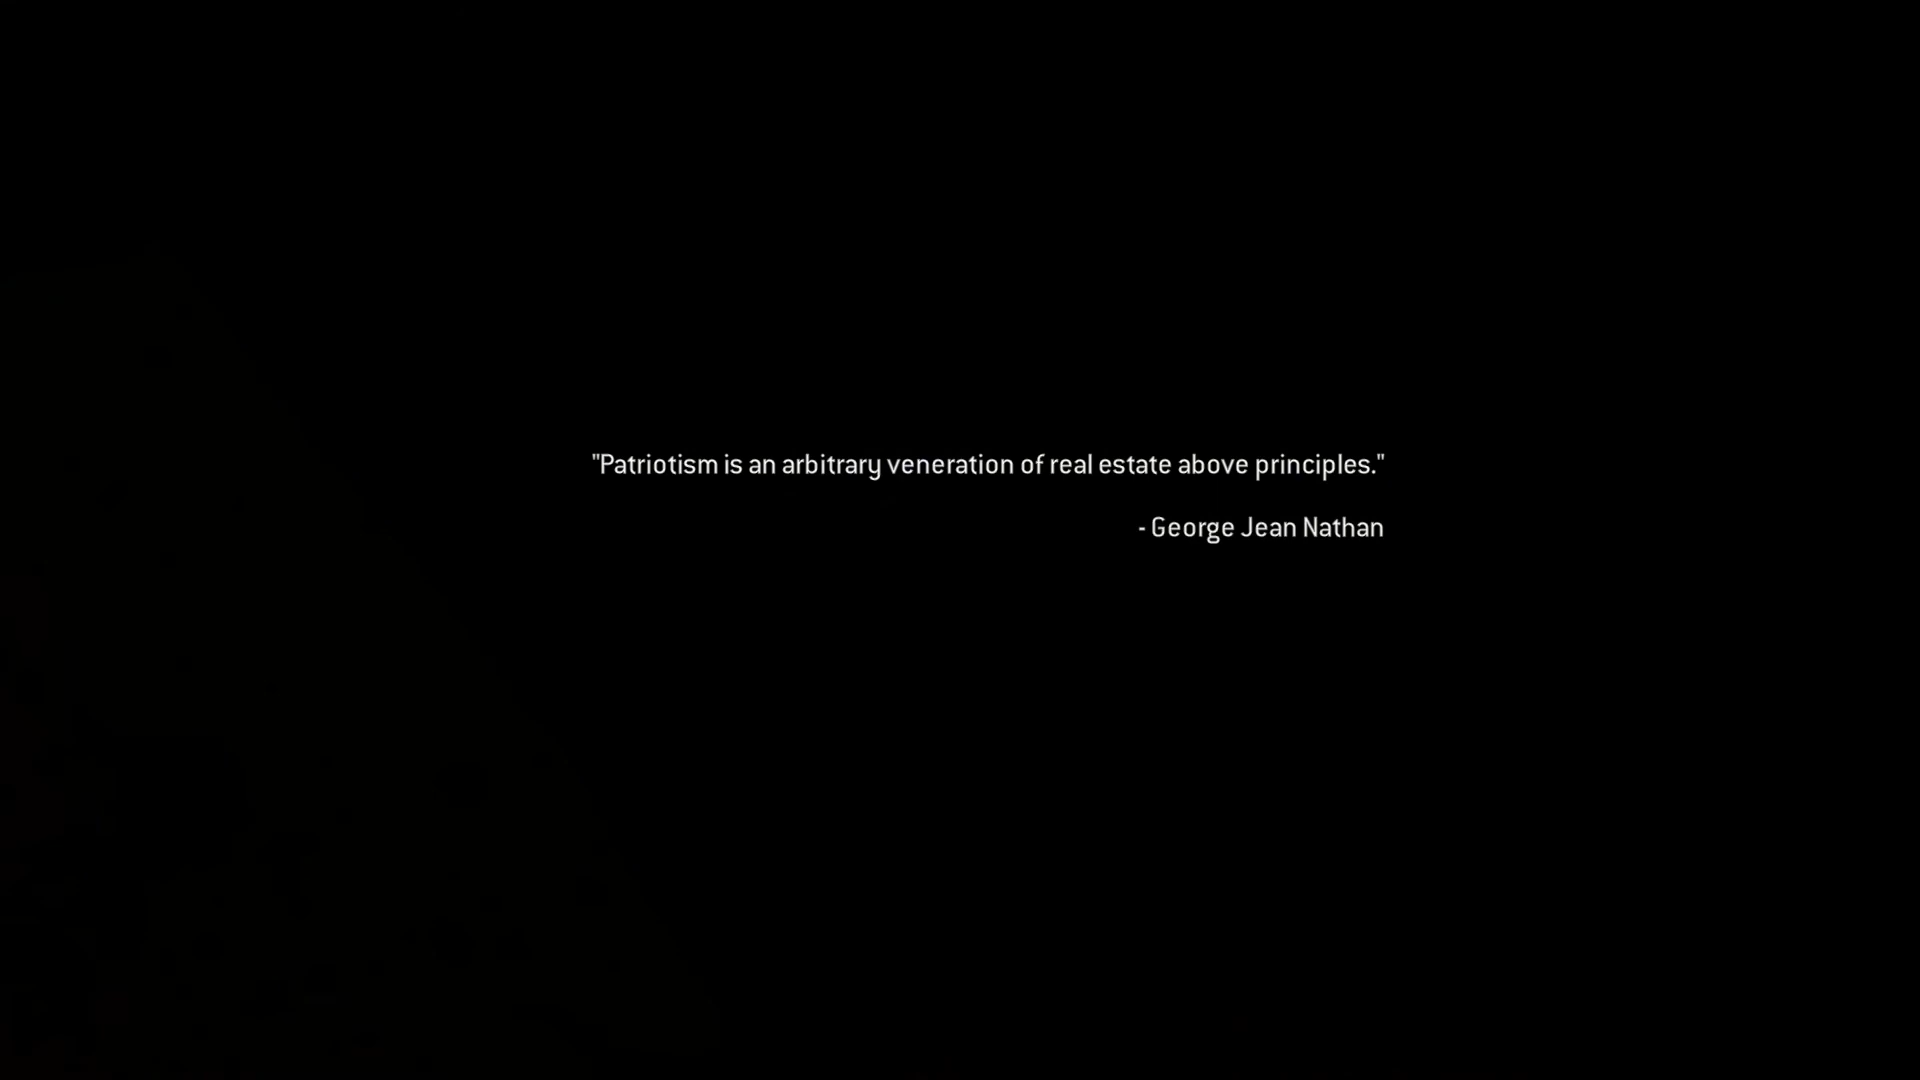 "Patriotism is an arbitrary veneration of real estate above principles."
- George Jean Nathan